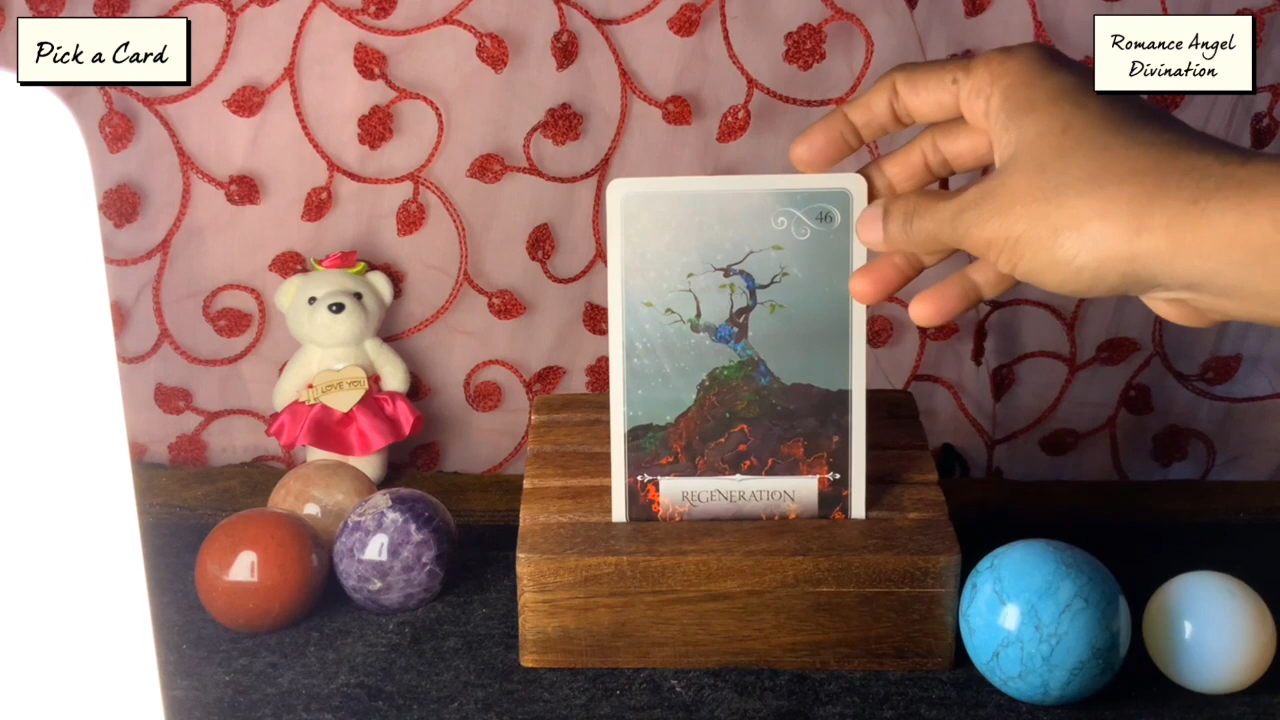 Pick a Card
Romance Angel
Divination
46
I LOVE YOU
REGENERATION